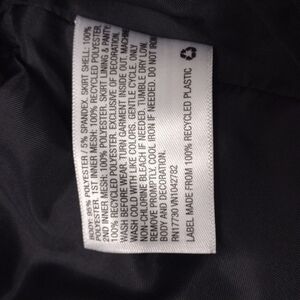 BODY: 95% POLYESTER / 5% SPANDEX. SKORT SHELL: 100%
POLYESTER. 1ST INNER MESH: 100% RECYCLED POLYESTER.
2ND INNER MESH: 100% POLYESTER. SKORT LINING & PANTY:
100% RECYCLED POLYESTER. EXCLUSIVE OF DECORATION.
WASH BEFORE WEAR, TURN GARMENT INSIDE OUT, MACHINE
WASH COLD WITH LIKE COLORS, GENTLE CYCLE. ONLY
NON-CHLORINE BLEACH IF NEEDED. TUMBLE DRY LOW.
REMOVE PROMPTLY, COOL IRON IF NEEDED. DO NOT IRON
BODY AND DECORATION.
RN17730 VN1042782
LABEL MADE FROM 100% RECYCLED PLASTIC